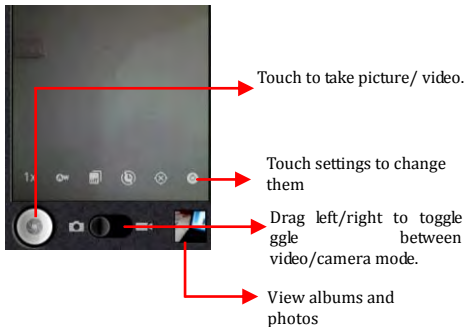 Touch to take picture/ video.
1x
Touch settings to change
them
Drag left/right to toggle
ggle between
video/camera mode.
View albums and
photos